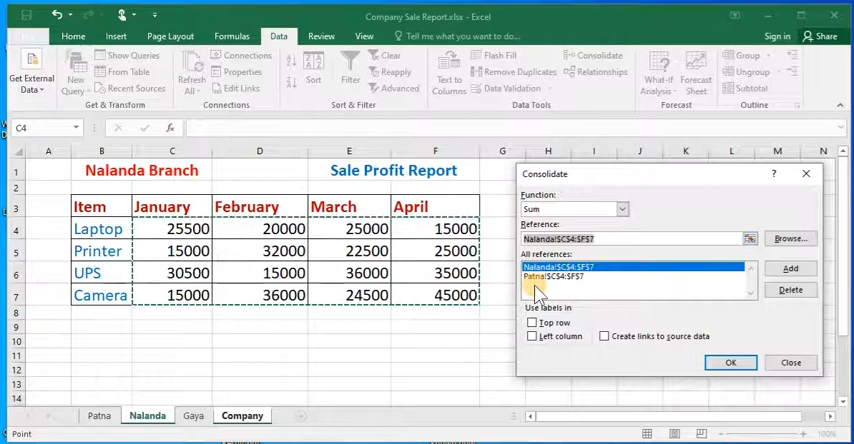 Company Sale Report.xlsx - Excel
Home Insert Page Layout Formulas Data Review View Tell me what you want to do... Sign in Share
Get External Data
New Query
Show Queries
From Table
Recent Sources
Get & Transform
Refresh All
Connections
Properties
Edit Links
Connections
Sort
Filter
Clear
Reapply
Advanced
Sort & Filter
Text to Columns
Flash Fill
Remove Duplicates
Data Validation
Consolidate
Relationships
Data Tools
What-If Analysis
Forecast Sheet
Forecast
Group
Ungroup
Subtotal
Outline
C4 fx
A B C D E F G H I J K L M N
1 Nalanda Branch Sale Profit Report
2
3 Item January February March April
4 Laptop 25500 20000 25000 15000
5 Printer 15000 32000 22500 25000
6 UPS 30500 15000 36000 35000
7 Camera 15000 36000 24500 45000
8
9
10
11
12
13
14
Consolidate ?
Function:
Sum
Reference:
Nalanda!$C$4:$F$7 Browse...
All references:
Nalanda!$C$4:$F$7
Patna!$C$4:$F$7
Add
Delete
Use labels in
Top row
Left column Create links to source data
OK Close
Patna Nalanda Gaya Company
Point 100%